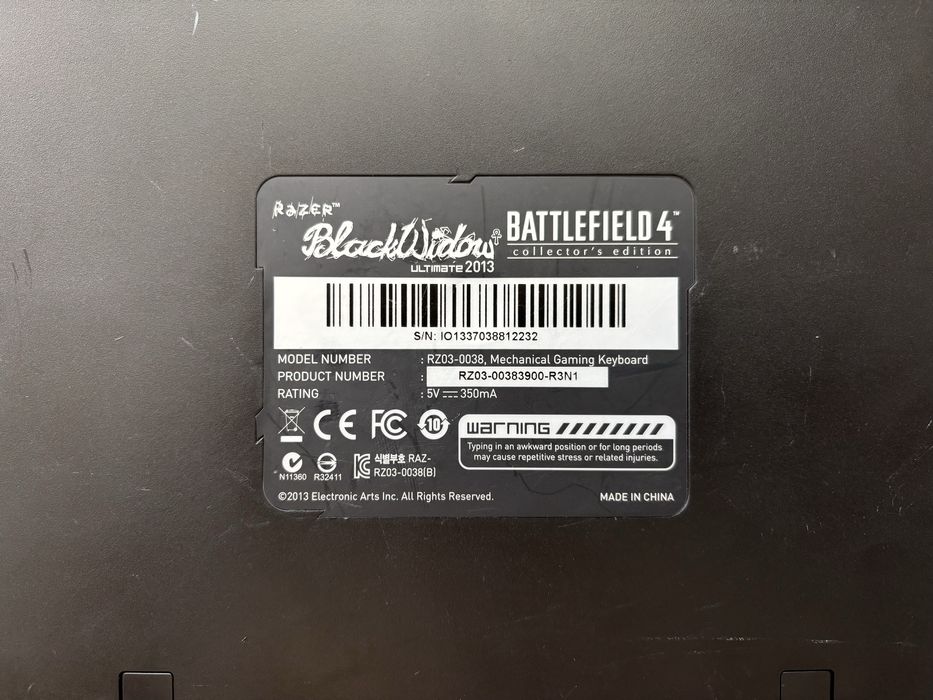 RAZER™
BlackWidow
ULTIMATE 2013
BATTLEFIELD 4™
collector's edition
S/N: IO1337038812232
MODEL NUMBER : RZ03-0038, Mechanical Gaming Keyboard
PRODUCT NUMBER : RZ03-00383900-R3N1
RATING : 5V ⎓ 350mA
CE FC 10
WARNING
Typing in an awkward position or for long periods
may cause repetitive stress or related injuries.
N11360 R32411
식별부호 RAZ-
RZ03-0038(B)
©2013 Electronic Arts Inc. All Rights Reserved.
MADE IN CHINA